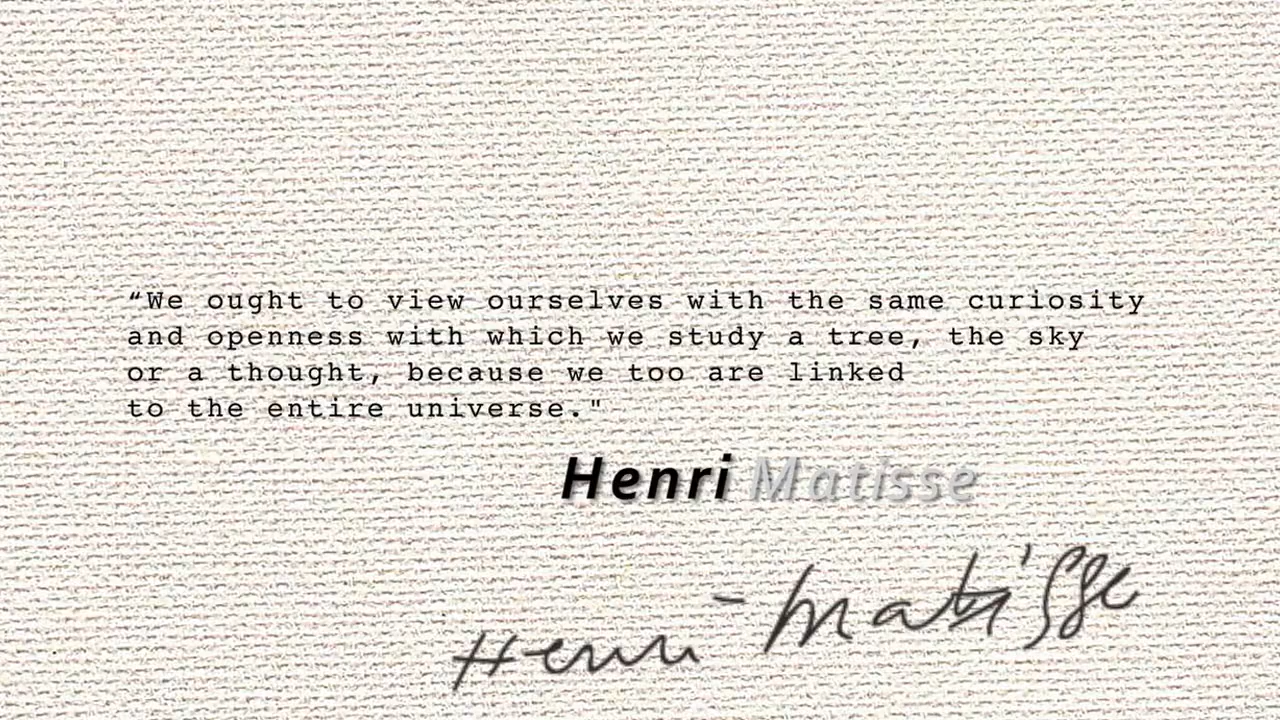 “We ought to view ourselves with the same curiosity
and openness with which we study a tree, the sky
or a thought, because we too are linked
to the entire universe."
Henri Matisse
Henri Matisse